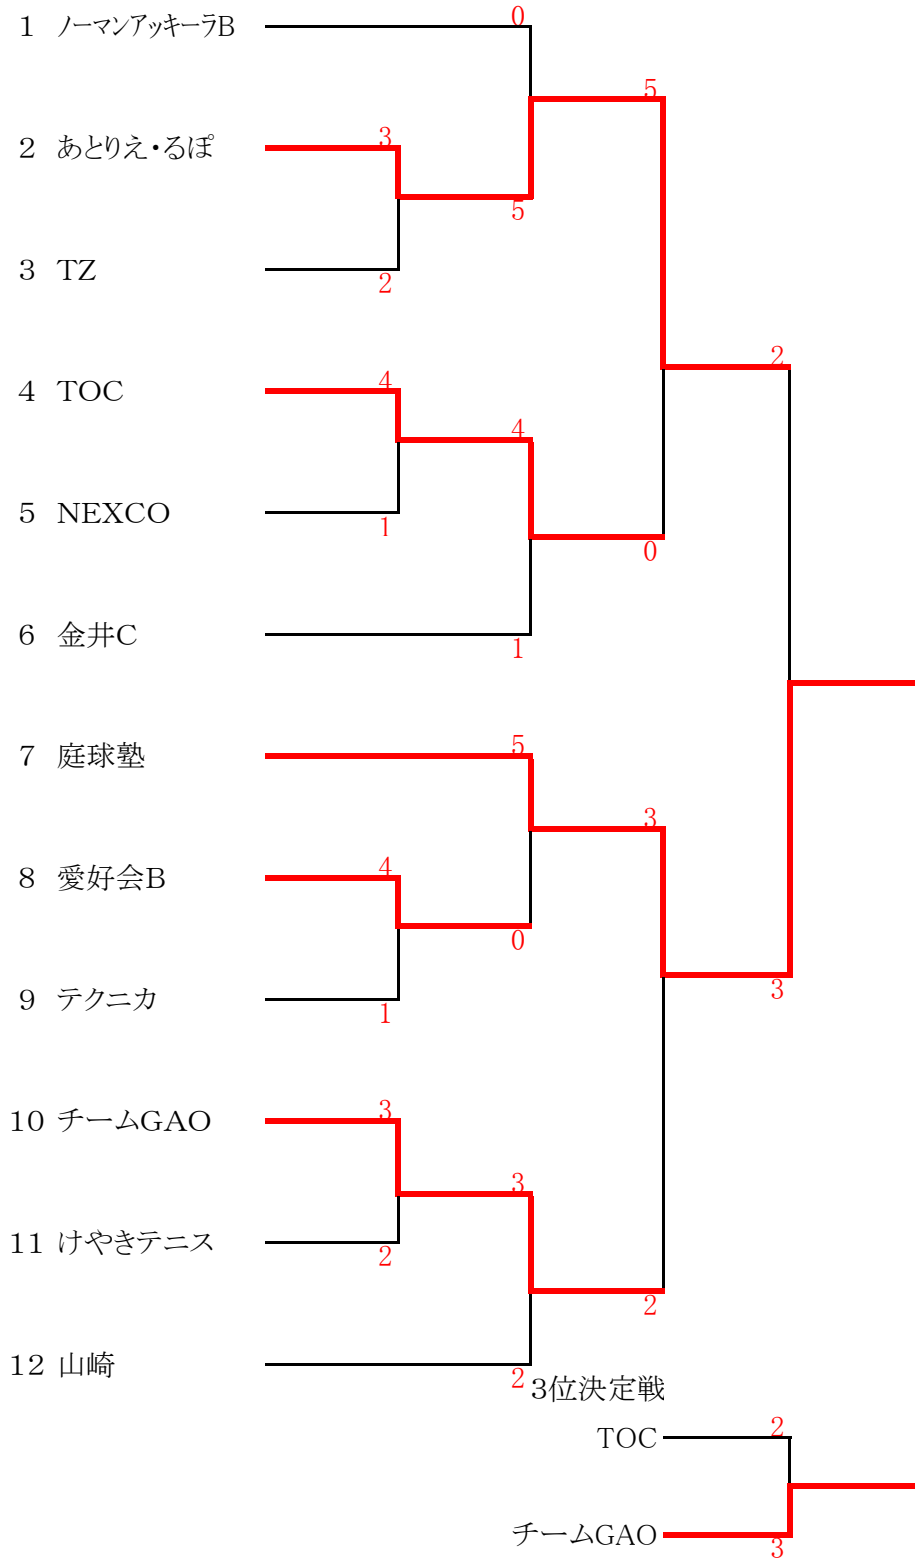 0
1 ノーマンアッキーラB
5
3
2 あとりえ・るぽ
5
3 TZ
2
2
4
4 TOC
4
5 NEXCO
1
0
6 金井C
1
5
7 庭球塾
3
4
8 愛好会B
0
3
9 テクニカ
1
3
10 チームGAO
3
11 けやきテニス
2
2
12 山崎
2
3位決定戦
2
TOC
チームGAO
3